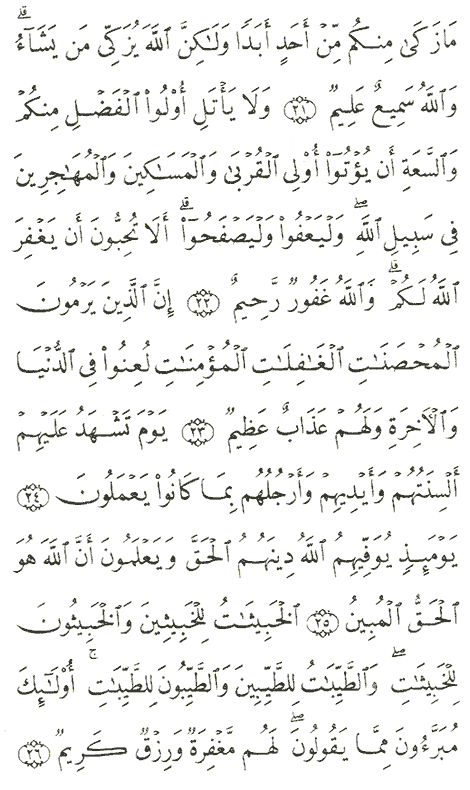 مَا زَكَىٰ مِنكُم مِّنْ أَحَدٍ أَبَدًا وَلَٰكِنَّ ٱللَّهَ يُزَكِّى مَن يَشَآءُ ۗ
وَٱللَّهُ سَمِيعٌ عَلِيمٌ ٢١ وَلَا يَأْتَلِ أُو۟لُوا۟ ٱلْفَضْلِ مِنكُمْ
وَٱلسَّعَةِ أَن يُؤْتُوٓا۟ أُو۟لِى ٱلْقُرْبَىٰ وَٱلْمَسَٰكِينَ وَٱلْمُهَٰجِرِينَ
فِى سَبِيلِ ٱللَّهِ ۖ وَلْيَعْفُوا۟ وَلْيَصْفَحُوٓا۟ ۗ أَلَا تُحِبُّونَ أَن يَغْفِرَ
ٱللَّهُ لَكُمْ ۗ وَٱللَّهُ غَفُورٌ رَّحِيمٌ ٢٢ إِنَّ ٱلَّذِينَ يَرْمُونَ
ٱلْمُحْصَنَٰتِ ٱلْغَٰفِلَٰتِ ٱلْمُؤْمِنَٰتِ لُعِنُوا۟ فِى ٱلدُّنْيَا
وَٱلْءَاخِرَةِ وَلَهُمْ عَذَابٌ عَظِيمٌ ٢٣ يَوْمَ تَشْهَدُ عَلَيْهِمْ
أَلْسِنَتُهُمْ وَأَيْدِيهِمْ وَأَرْجُلُهُم بِمَا كَانُوا۟ يَعْمَلُونَ ٢٤
يَوْمَئِذٍ يُوَفِّيهِمُ ٱللَّهُ دِينَهُمُ ٱلْحَقَّ وَيَعْلَمُونَ أَنَّ ٱللَّهَ هُوَ
ٱلْحَقُّ ٱلْمُبِينُ ٢٥ ٱلْخَبِيثَٰتُ لِلْخَبِيثِينَ وَٱلْخَبِيثُونَ
لِلْخَبِيثَٰتِ ۖ وَٱلطَّيِّبَٰتُ لِلطَّيِّبِينَ وَٱلطَّيِّبُونَ لِلطَّيِّبَٰتِ ۚ أُو۟لَٰٓئِكَ
مُبَرَّءُونَ مِمَّا يَقُولُونَ ۖ لَهُم مَّغْفِرَةٌ وَرِزْقٌ كَرِيمٌ ٢٦